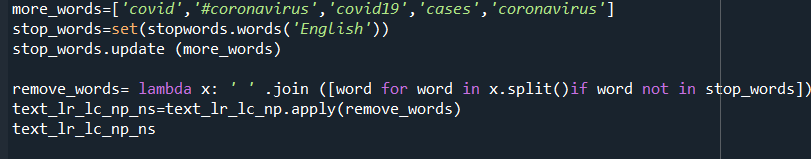 more_words=['covid','#coronavirus','covid19','cases','coronavirus']
stop_words=set(stopwords.words('English'))
stop_words.update (more_words)
remove_words= lambda x: ' ' .join ([word for word in x.split()if word not in stop_words])
text_lr_lc_np_ns=text_lr_lc_np.apply(remove_words)
text_lr_lc_np_ns